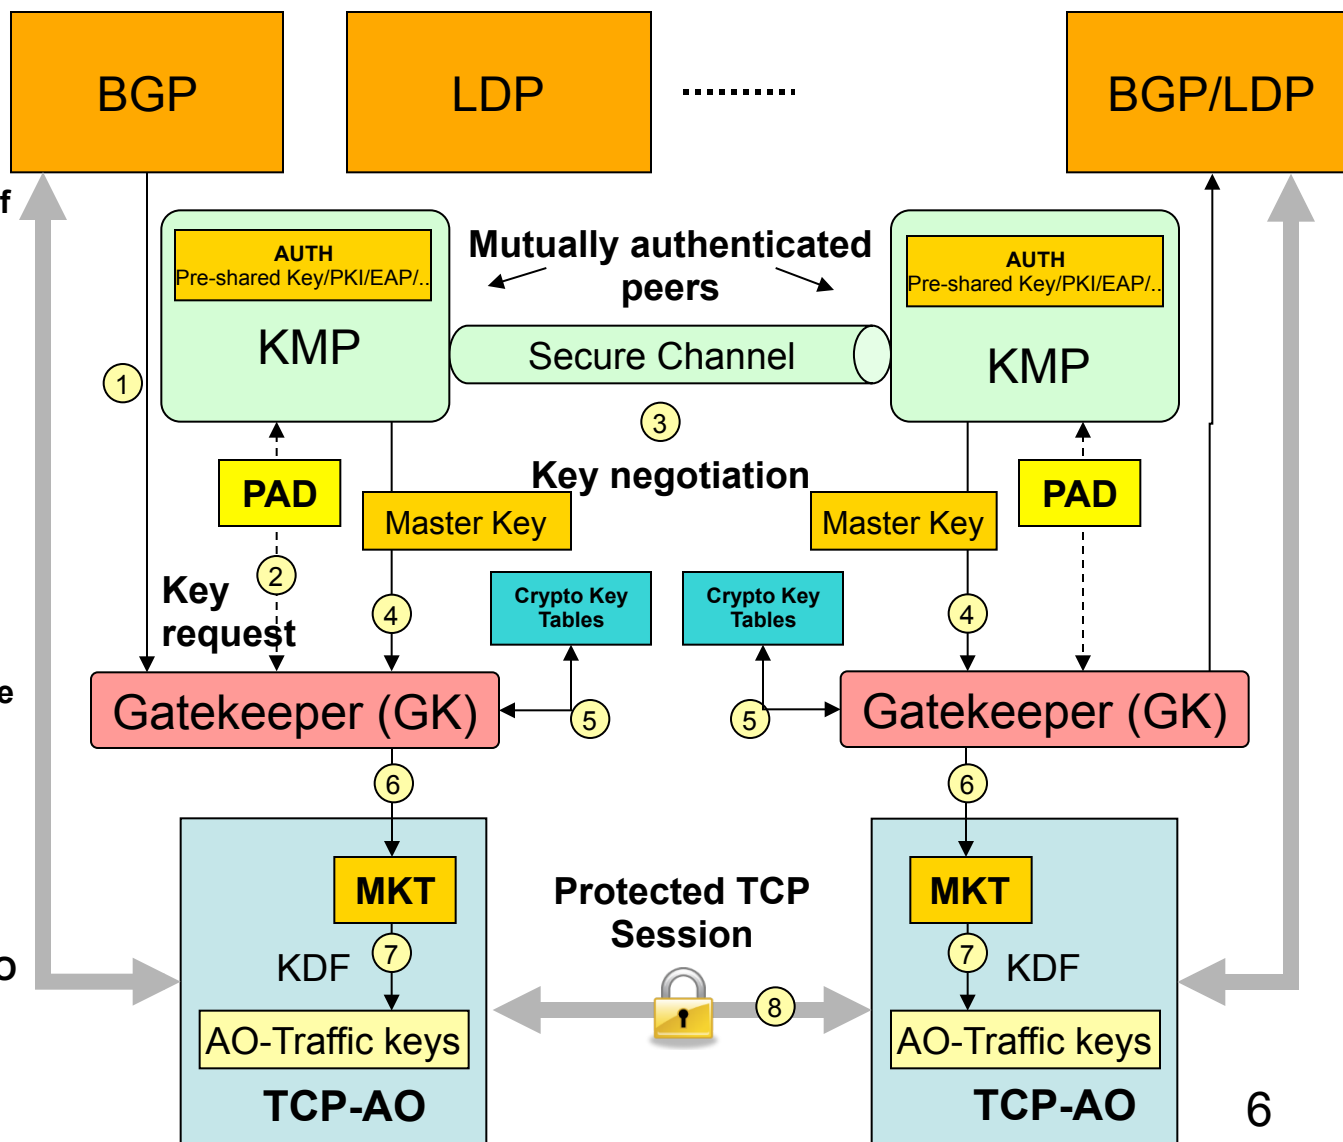 BGP
LDP
BGP/LDP
f
AUTH
Pre-shared Key/PKI/EAP/..
KMP
Mutually authenticated
peers
AUTH
Pre-shared Key/PKI/EAP/..
KMP
Secure Channel
1
3
Key negotiation
PAD
Master Key
Master Key
PAD
2
Key
request
4
Crypto Key
Tables
Crypto Key
Tables
4
e
Gatekeeper (GK)
5
5
Gatekeeper (GK)
6
6
MKT
Protected TCP
Session
MKT
O
KDF
7
7
KDF
8
AO-Traffic keys
AO-Traffic keys
TCP-AO
TCP-AO
6